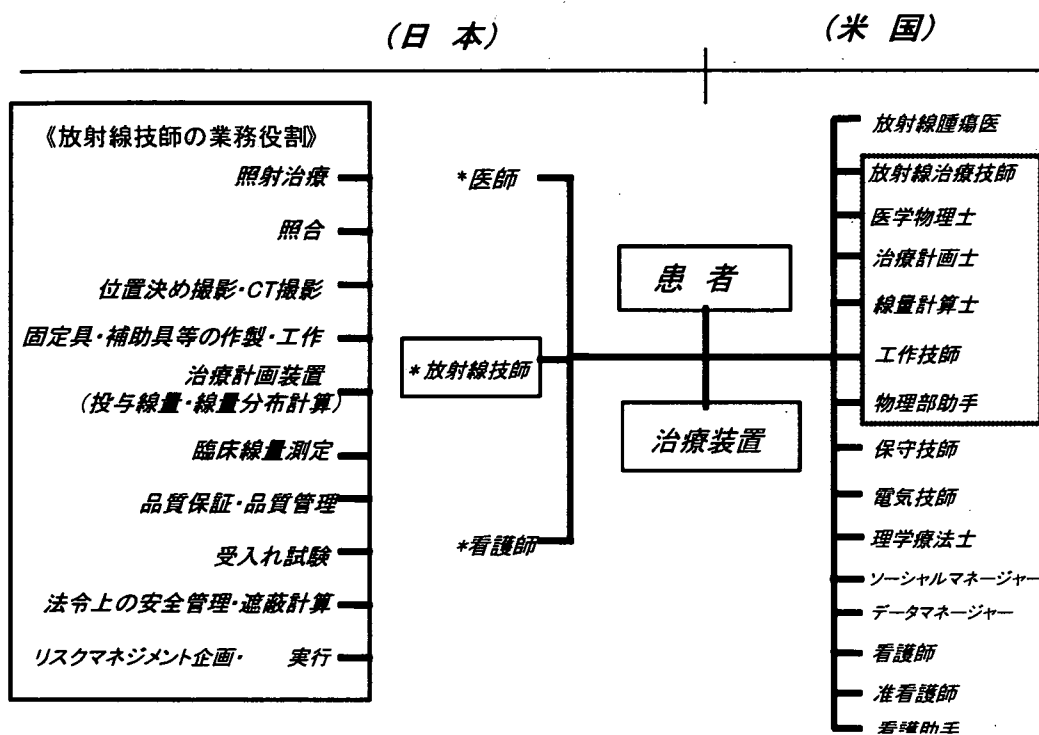 (日 本)
(米 国)
《放射線技師の業務役割》
照射治療
照合
位置決め撮影・CT撮影
固定具・補助具等の作製・工作
治療計画装置
(投与線量・線量分布計算)
臨床線量測定
品質保証・品質管理
受入れ試験
法令上の安全管理・遮蔽計算
リスクマネジメント企画・ 実行
*医師
*放射線技師
*看護師
患 者
治療装置
放射線腫瘍医
放射線治療技師
医学物理士
治療計画士
線量計算士
工作技師
物理部助手
保守技師
電気技師
理学療法士
ソーシャルマネージャー
データマネージャー
看護師
准看護師
看護助手